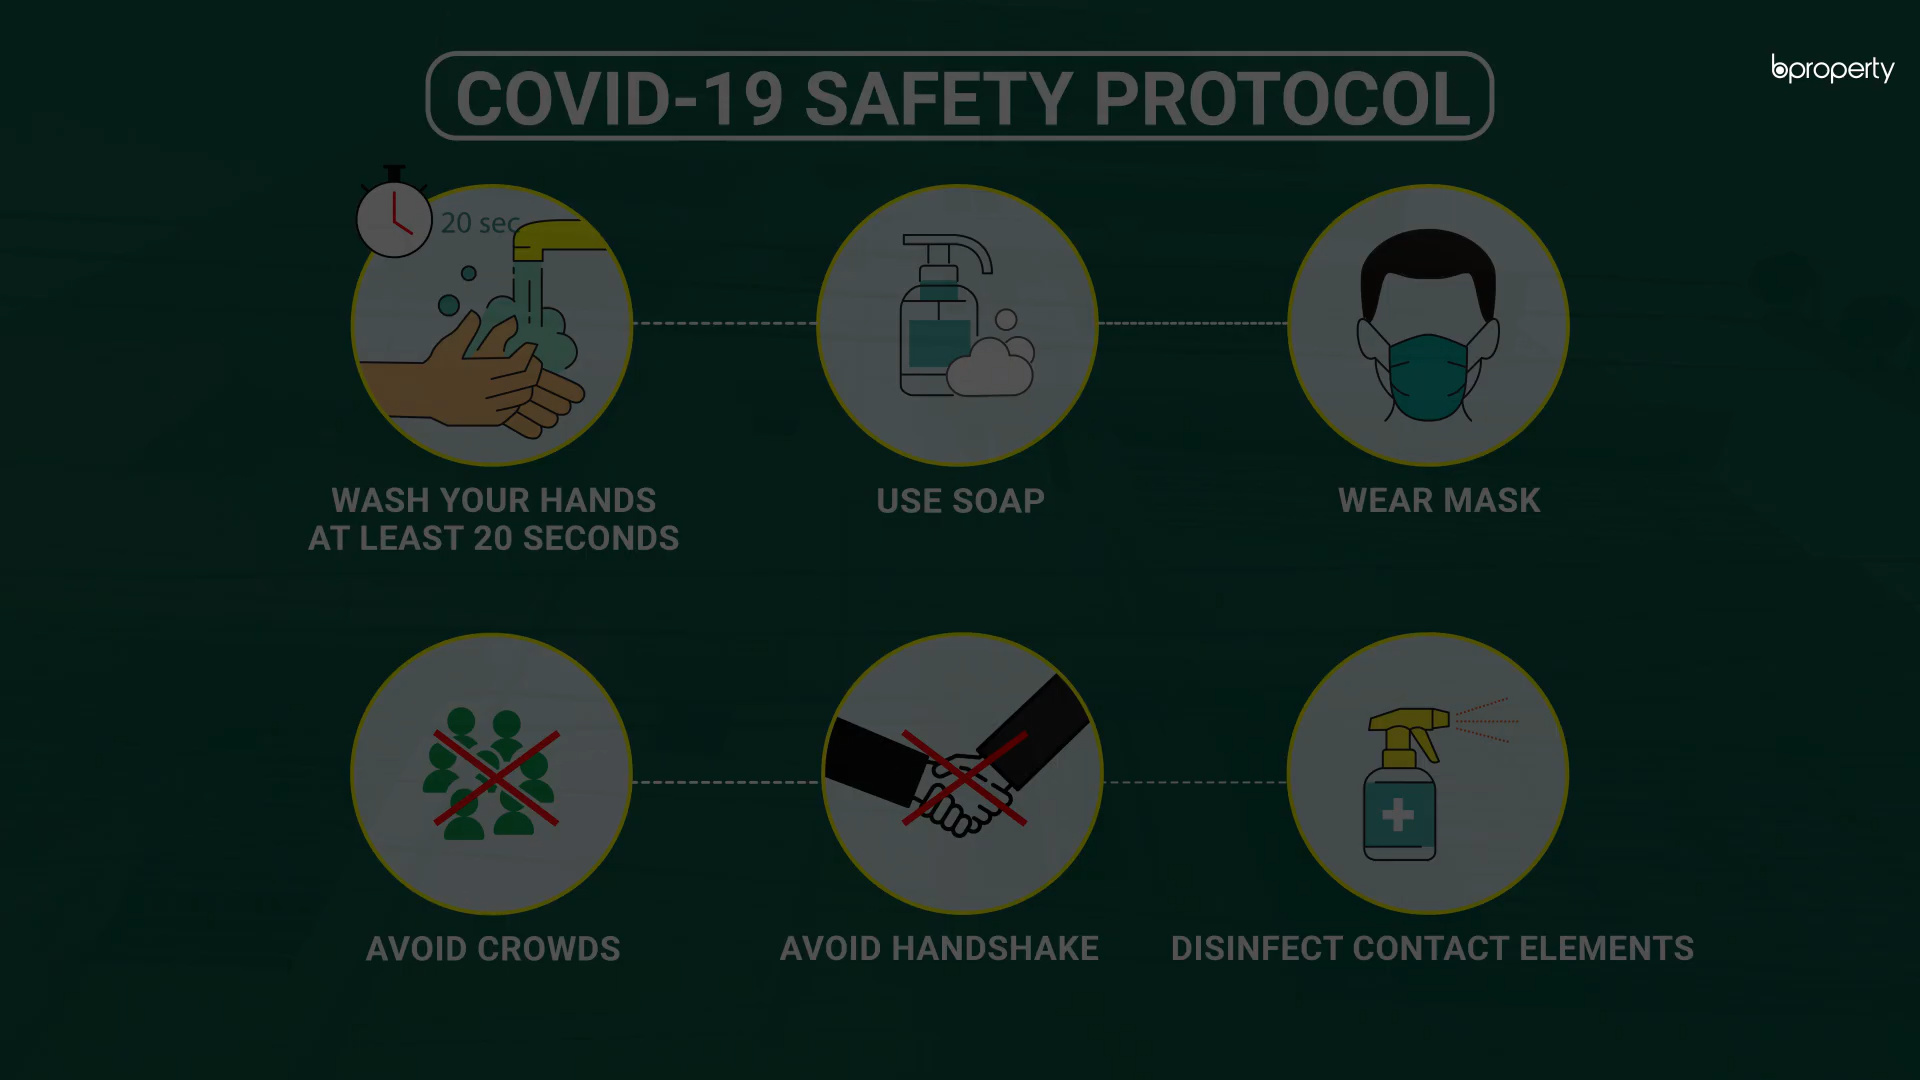 COVID-19 SAFETY PROTOCOL
bproperty
20 sec
WASH YOUR HANDS
AT LEAST 20 SECONDS
USE SOAP
WEAR MASK
AVOID CROWDS
AVOID HANDSHAKE
DISINFECT CONTACT ELEMENTS